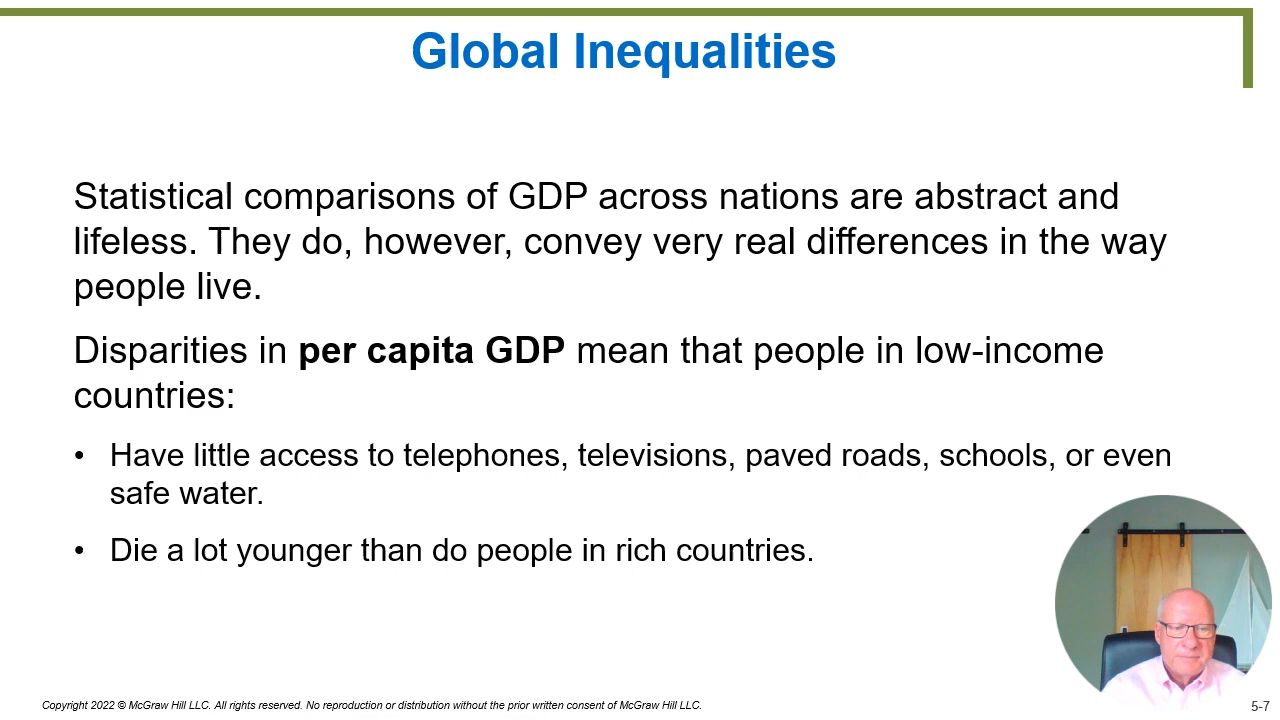 Global Inequalities
Statistical comparisons of GDP across nations are abstract and
lifeless. They do, however, convey very real differences in the way
people live.
Disparities in per capita GDP mean that people in low-income
countries:
• Have little access to telephones, televisions, paved roads, schools, or even
safe water.
• Die a lot younger than do people in rich countries.
Copyright 2022 © McGraw Hill LLC. All rights reserved. No reproduction or distribution without the prior written consent of McGraw Hill LLC.
5-7